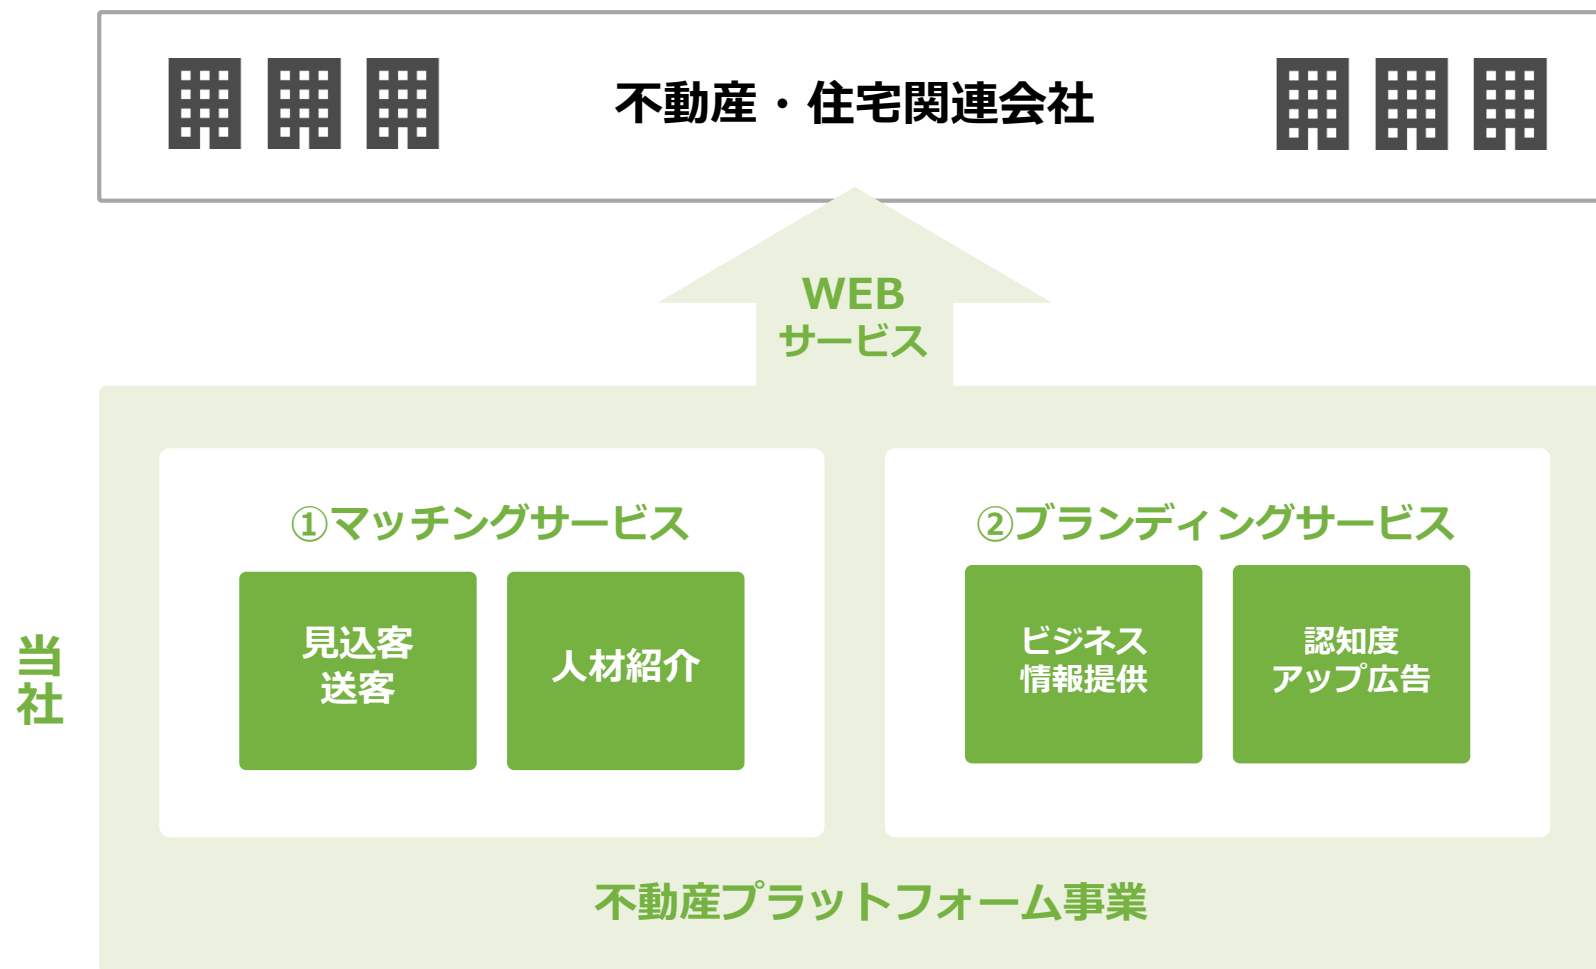 不動産・住宅関連会社
WEB
サービス
①マッチングサービス
見込客
送客
人材紹介
②ブランディングサービス
ビジネス
情報提供
認知度
アップ広告
当
社
不動産プラットフォーム事業